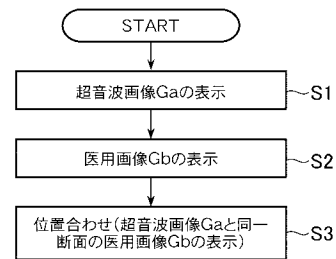 START
超音波画像Gaの表示
S1
医用画像Gbの表示
S2
位置合わせ(超音波画像Gaと同一
断面の医用画像Gbの表示)
S3